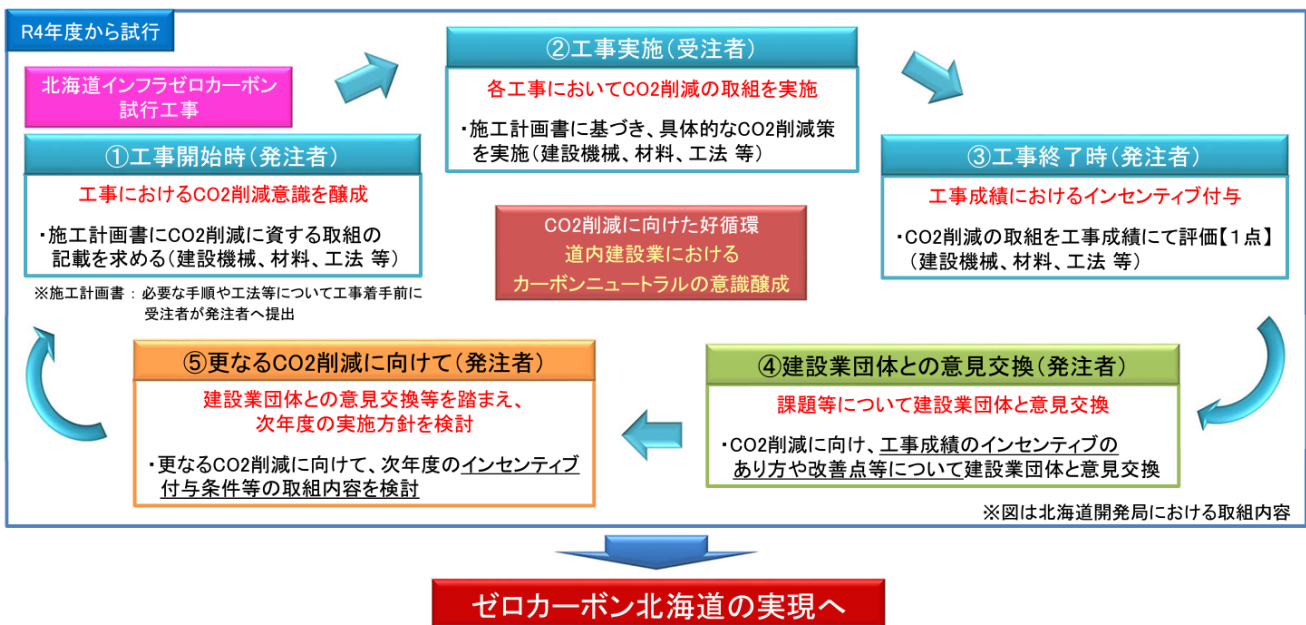 R4年度から試行
北海道インフラゼロカーボン
試行工事
①工事開始時(発注者)
工事におけるCO2削減意識を醸成
・施工計画書にCO2削減に資する取組の
記載を求める(建設機械、材料、工法 等)
※施工計画書 : 必要な手順や工法等について工事着手前に
受注者が発注者へ提出
②工事実施(受注者)
各工事においてCO2削減の取組を実施
・施工計画書に基づき、具体的なCO2削減策
を実施(建設機械、材料、工法 等)
③工事終了時(発注者)
工事成績におけるインセンティブ付与
・CO2削減の取組を工事成績にて評価【1点】
(建設機械、材料、工法 等)
CO2削減に向けた好循環
道内建設業における
カーボンニュートラルの意識醸成
④建設業団体との意見交換(発注者)
課題等について建設業団体と意見交換
・CO2削減に向け、工事成績のインセンティブの
あり方や改善点等について建設業団体と意見交換
⑤更なるCO2削減に向けて(発注者)
建設業団体との意見交換等を踏まえ、
次年度の実施方針を検討
・更なるCO2削減に向けて、次年度のインセンティブ
付与条件等の取組内容を検討
※図は北海道開発局における取組内容
ゼロカーボン北海道の実現へ